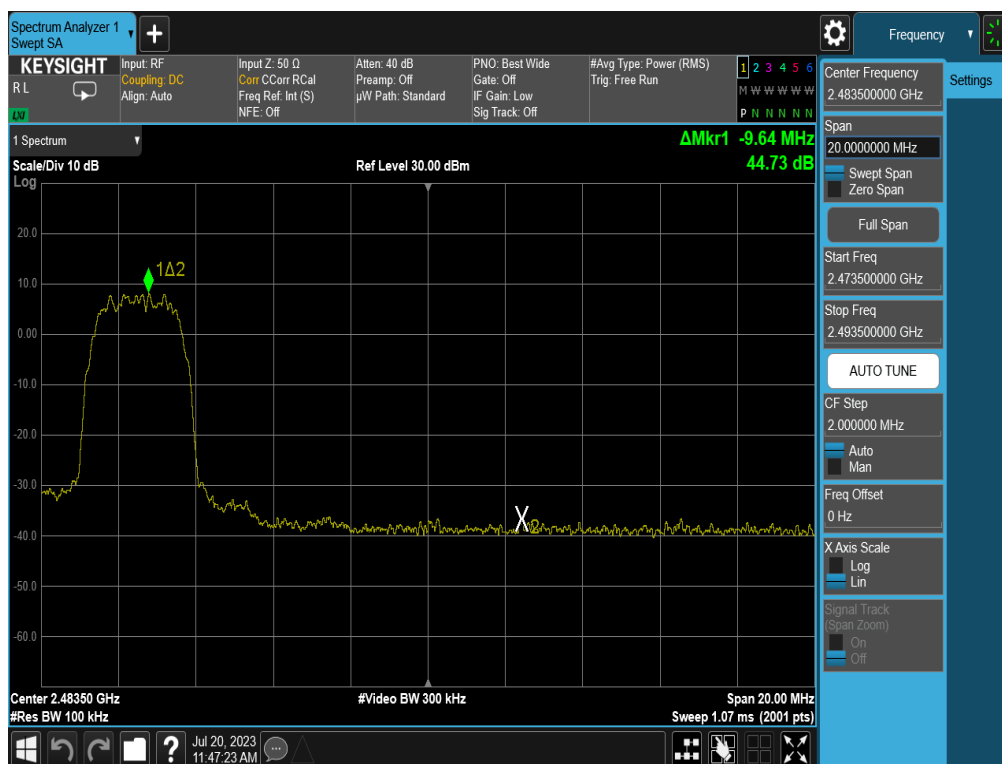 Spectrum Analyzer 1
Swept SA
+
Frequency
KEYSIGHT
R L
LXI
Input: RF
Coupling: DC
Align: Auto
Input Z: 50 Ω
Corr CCorr RCal
Freq Ref: Int (S)
NFE: Off
Atten: 40 dB
Preamp: Off
µW Path: Standard
PNO: Best Wide
Gate: Off
IF Gain: Low
Sig Track: Off
#Avg Type: Power (RMS)
Trig: Free Run
1 2 3 4 5 6
M W W W W W
P N N N N N
1 Spectrum
Scale/Div 10 dB
Ref Level 30.00 dBm
ΔMkr1 -9.64 MHz
44.73 dB
Log
20.0
10.0
0.00
-10.0
-20.0
-30.0
-40.0
-50.0
-60.0
1Δ2
X2
Center 2.48350 GHz
#Res BW 100 kHz
#Video BW 300 kHz
Span 20.00 MHz
Sweep 1.07 ms (2001 pts)
Center Frequency
2.483500000 GHz
Span
20.0000000 MHz
Swept Span
Zero Span
Full Span
Start Freq
2.473500000 GHz
Stop Freq
2.493500000 GHz
AUTO TUNE
CF Step
2.000000 MHz
Auto
Man
Freq Offset
0 Hz
X Axis Scale
Log
Lin
Signal Track
(Span Zoom)
On
Off
Settings
?
Jul 20, 2023
11:47:23 AM